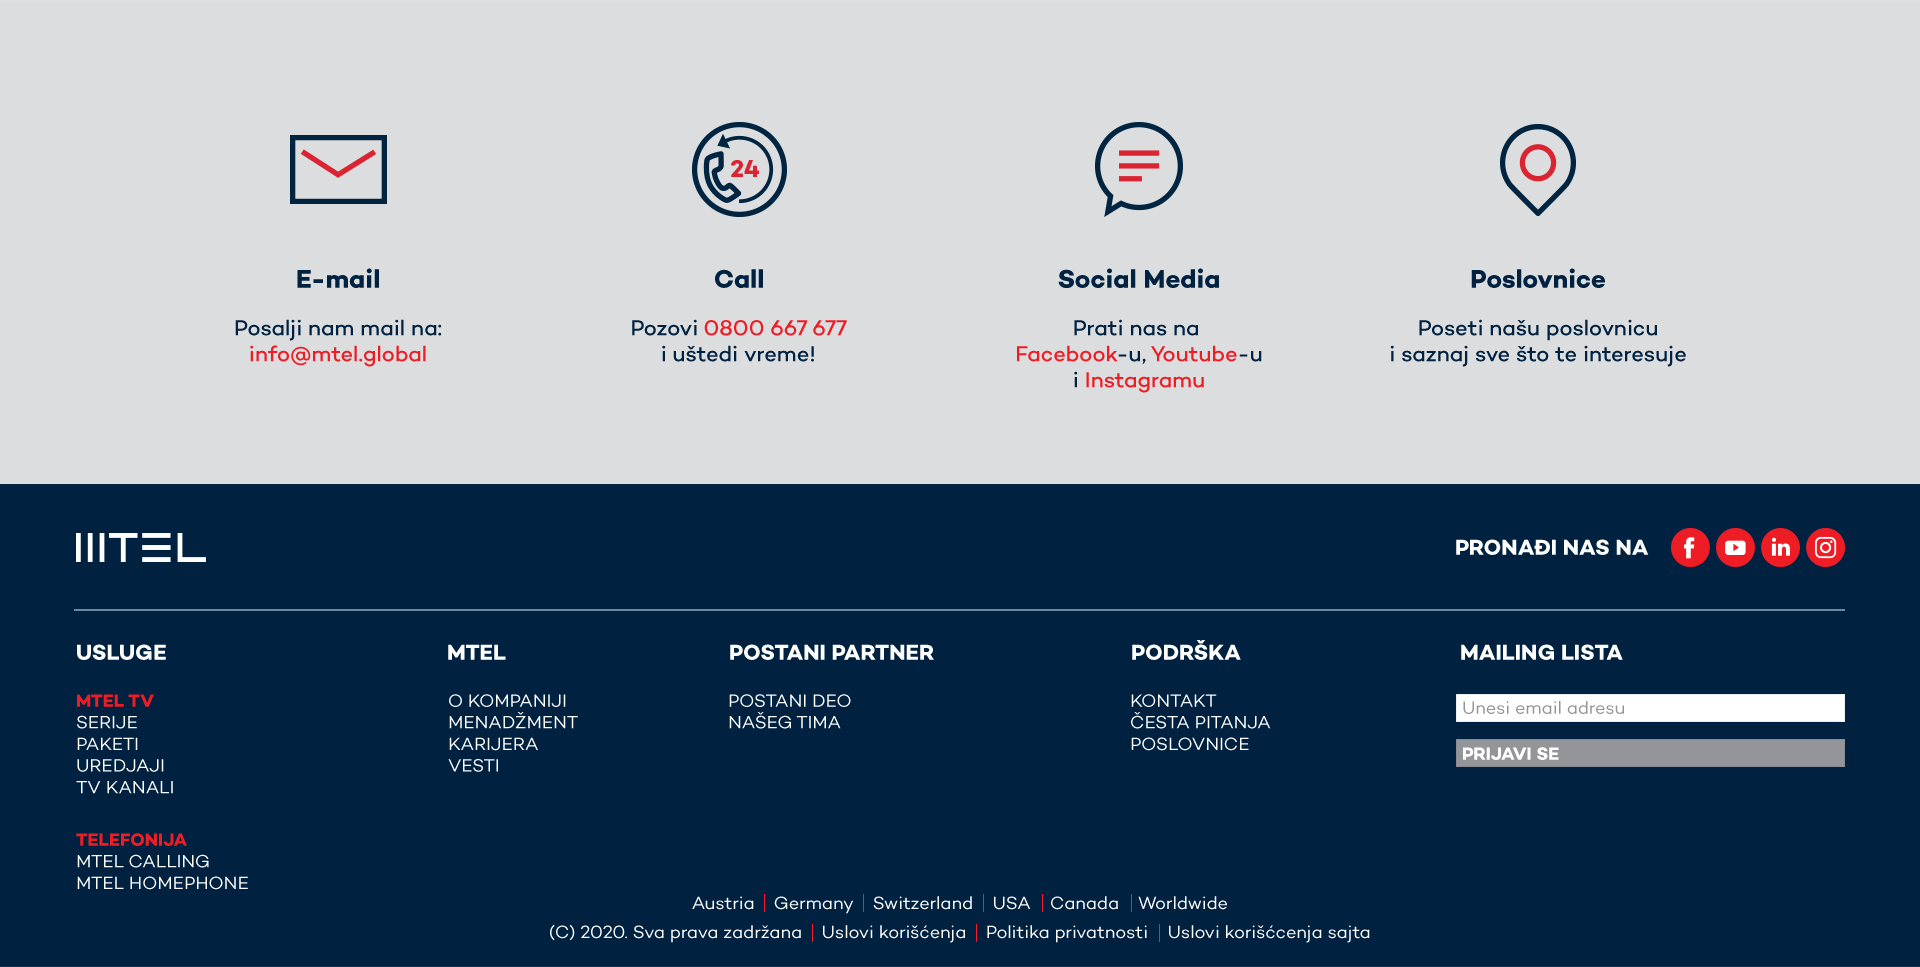 24
E-mail
Posalji nam mail na:
info@mtel.global
Call
Pozovi 0800 667 677
i uštedi vreme!
Social Media
Prati nas na
Facebook-u, Youtube-u
i Instagramu
Poslovnice
Poseti našu poslovnicu
i saznaj sve što te interesuje
MTEL
PRONAĐI NAS NA
USLUGE
MTEL TV
SERIJE
PAKETI
UREDJAJI
TV KANALI
TELEFONIJA
MTEL CALLING
MTEL HOMEPHONE
MTEL
O KOMPANIJI
MENADŽMENT
KARIJERA
VESTI
POSTANI PARTNER
POSTANI DEO
NAŠEG TIMA
PODRŠKA
KONTAKT
ČESTA PITANJA
POSLOVNICE
MAILING LISTA
Unesi email adresu
PRIJAVI SE
Austria | Germany | Switzerland | USA | Canada | Worldwide
(C) 2020. Sva prava zadržana | Uslovi korišćenja | Politika privatnosti | Uslovi korišćcenja sajta